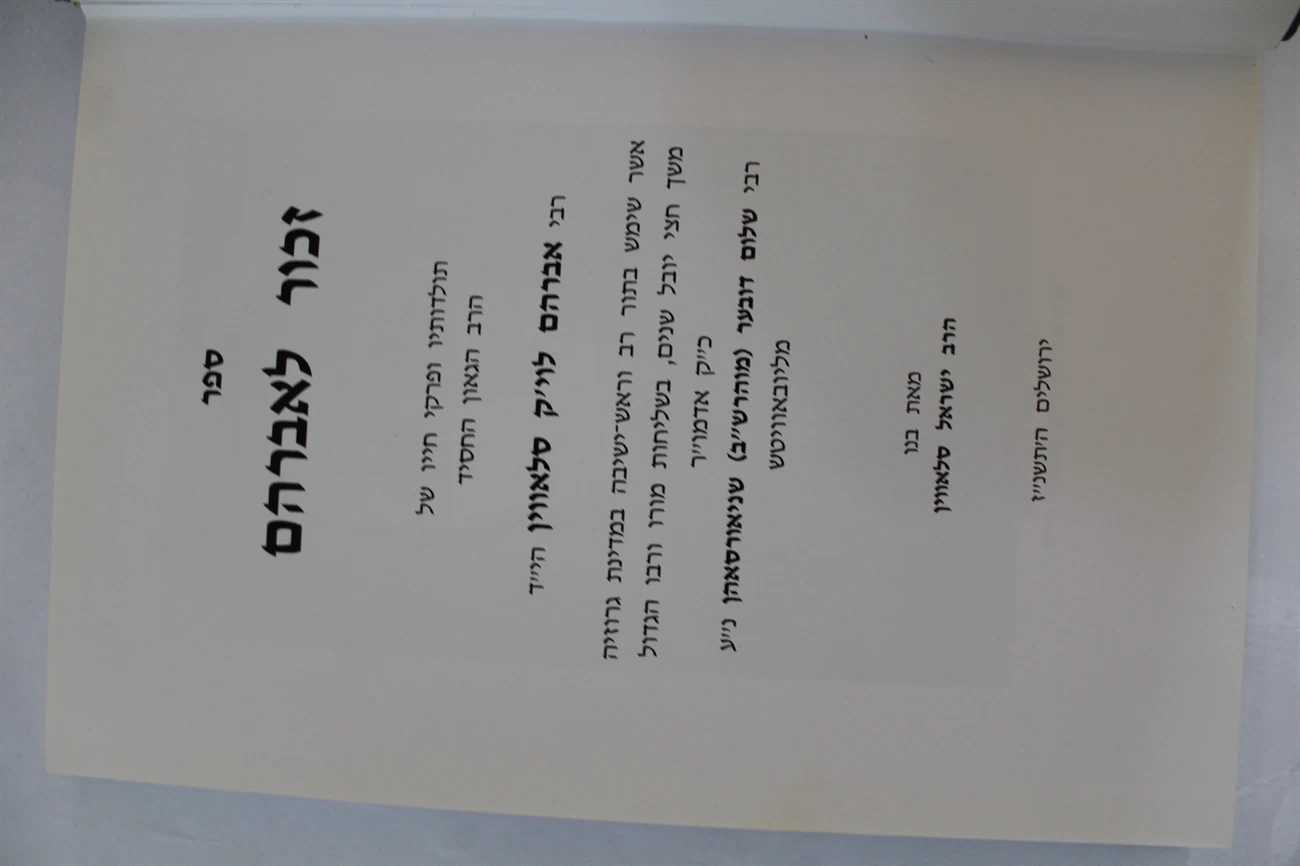 ספר
זכור לאברהם
תולדותיו ופרקי חייו של
הרב הגאון החסיד
רבי אברהם לוייק סלאווין הי״ד
אשר שימש בתור רב וראש-ישיבה במדינת גרוזיה
משך חצי יובל שנים, בשליחות מורו ורבו הגדול
כ״ק אדמו״ר
רבי שלום דובער (מוהרש״ב) שניאורסאהן נ״ע
מליובאוויטש
מאת בנו
הרב ישראל סלאווין
ירושלים ה׳תשנ״ז